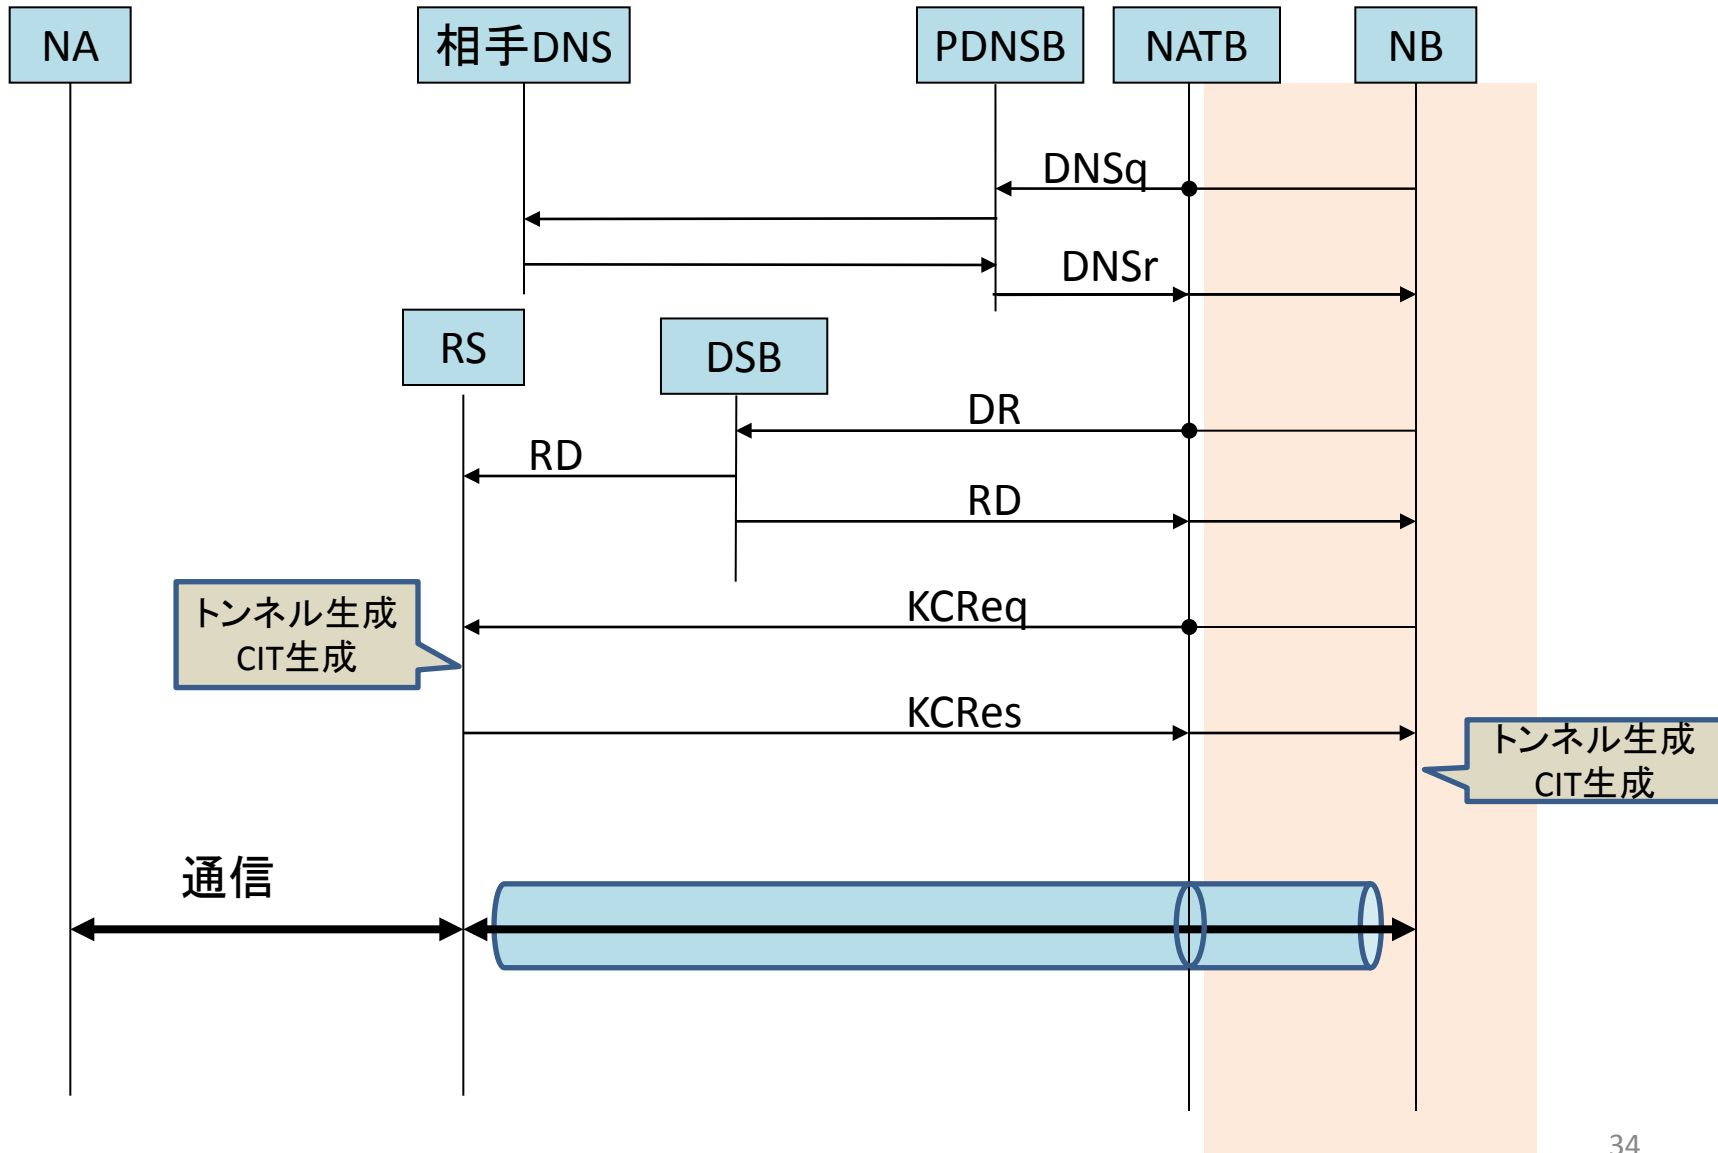 NA
相手DNS
PDNSB
NATB
NB
DNSq
DNSr
RS
DSB
DR
RD
RD
KCReq
トンネル生成
CIT生成
KCRes
トンネル生成
CIT生成
通信
34